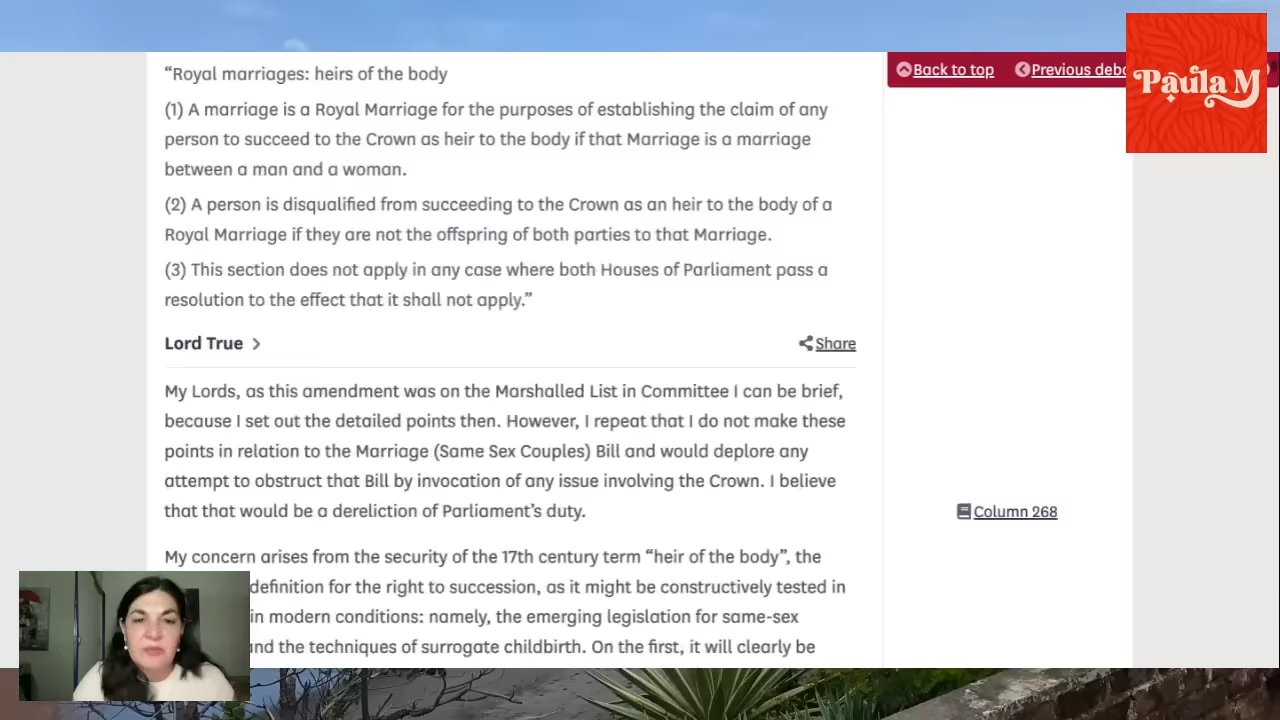 “Royal marriages: heirs of the body
(1) A marriage is a Royal Marriage for the purposes of establishing the claim of any
person to succeed to the Crown as heir to the body if that Marriage is a marriage
between a man and a woman.
(2) A person is disqualified from succeeding to the Crown as an heir to the body of a
Royal Marriage if they are not the offspring of both parties to that Marriage.
(3) This section does not apply in any case where both Houses of Parliament pass a
resolution to the effect that it shall not apply.”
Lord True
Share
My Lords, as this amendment was on the Marshalled List in Committee I can be brief,
because I set out the detailed points then. However, I repeat that I do not make these
points in relation to the Marriage (Same Sex Couples) Bill and would deplore any
attempt to obstruct that Bill by invocation of any issue involving the Crown. I believe
that that would be a dereliction of Parliament’s duty.
My concern arises from the security of the 17th century term “heir of the body”, the
definition for the right to succession, as it might be constructively tested in
in modern conditions: namely, the emerging legislation for same-sex
and the techniques of surrogate childbirth. On the first, it will clearly be
Back to top
Previous deba
Column 268
Paula M